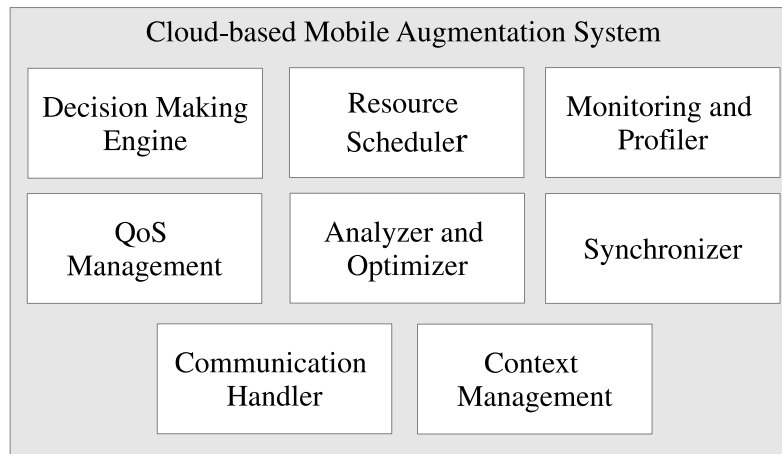 Cloud-based Mobile Augmentation System
Decision Making
Engine
Resource
Scheduler
Monitoring and
Profiler
QoS
Management
Analyzer and
Optimizer
Synchronizer
Communication
Handler
Context
Management